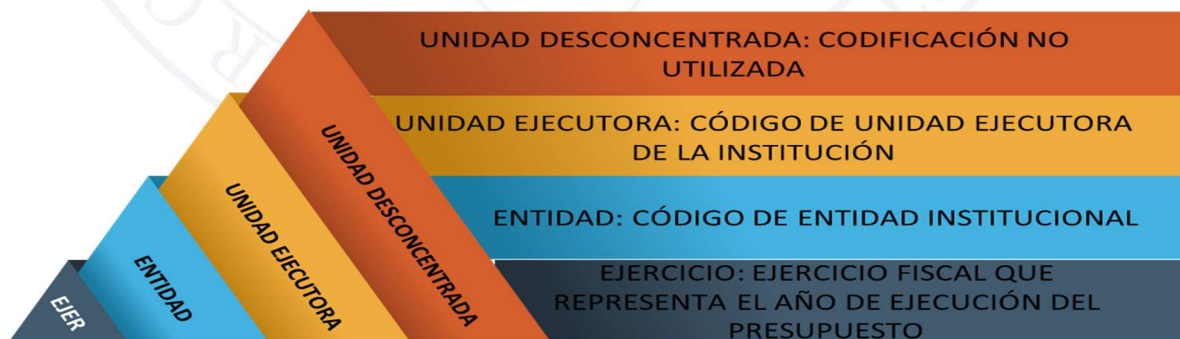 UNIDAD DESCONCENTRADA: CODIFICACIÓN NO
UTILIZADA
UNIDAD EJECUTORA: CÓDIGO DE UNIDAD EJECUTORA
DE LA INSTITUCIÓN
ENTIDAD: CÓDIGO DE ENTIDAD INSTITUCIONAL
EJERCICIO: EJERCICIO FISCAL QUE
REPRESENTA EL AÑO DE EJECUCIÓN DEL
PRESUPUESTO
EJER
ENTIDAD
UNIDAD EJECUTORA
UNIDAD DESCONCENTRADA